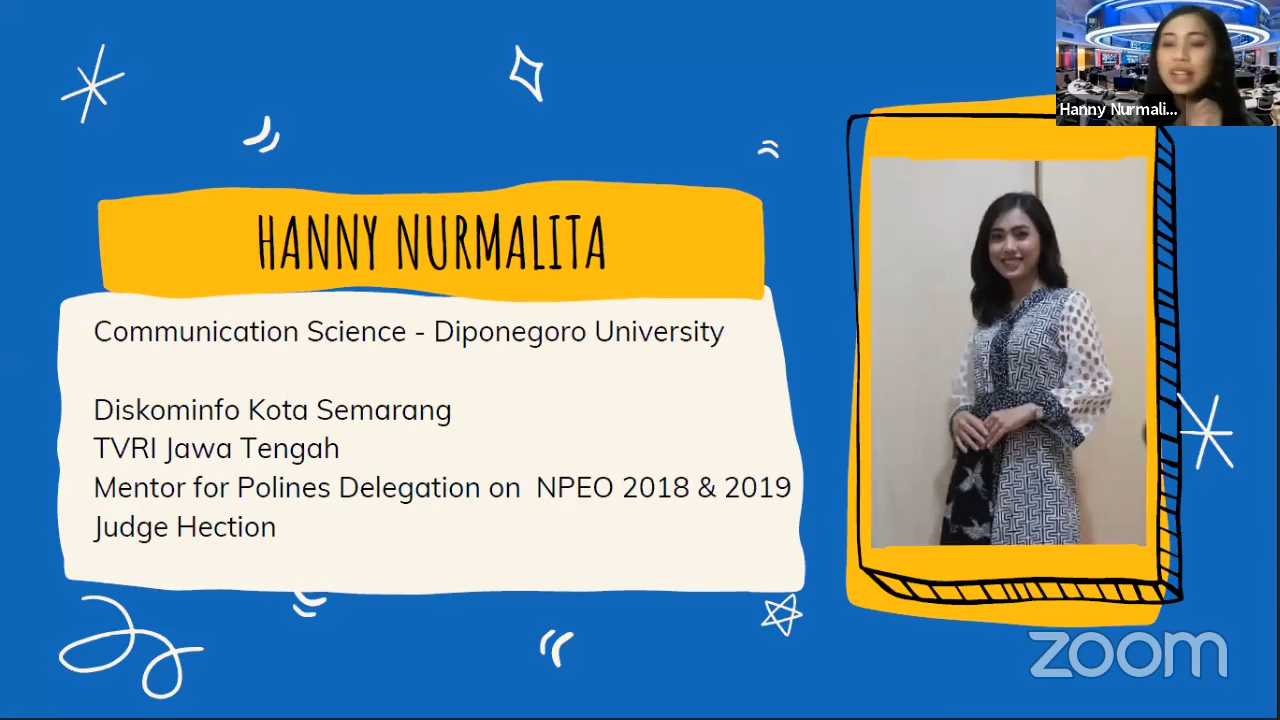 Hanny Nurmali...
HANNY NURMALITA
Communication Science - Diponegoro University
Diskominfo Kota Semarang
TVRI Jawa Tengah
Mentor for Polines Delegation on NPEO 2018 & 2019
Judge Hection
zoom